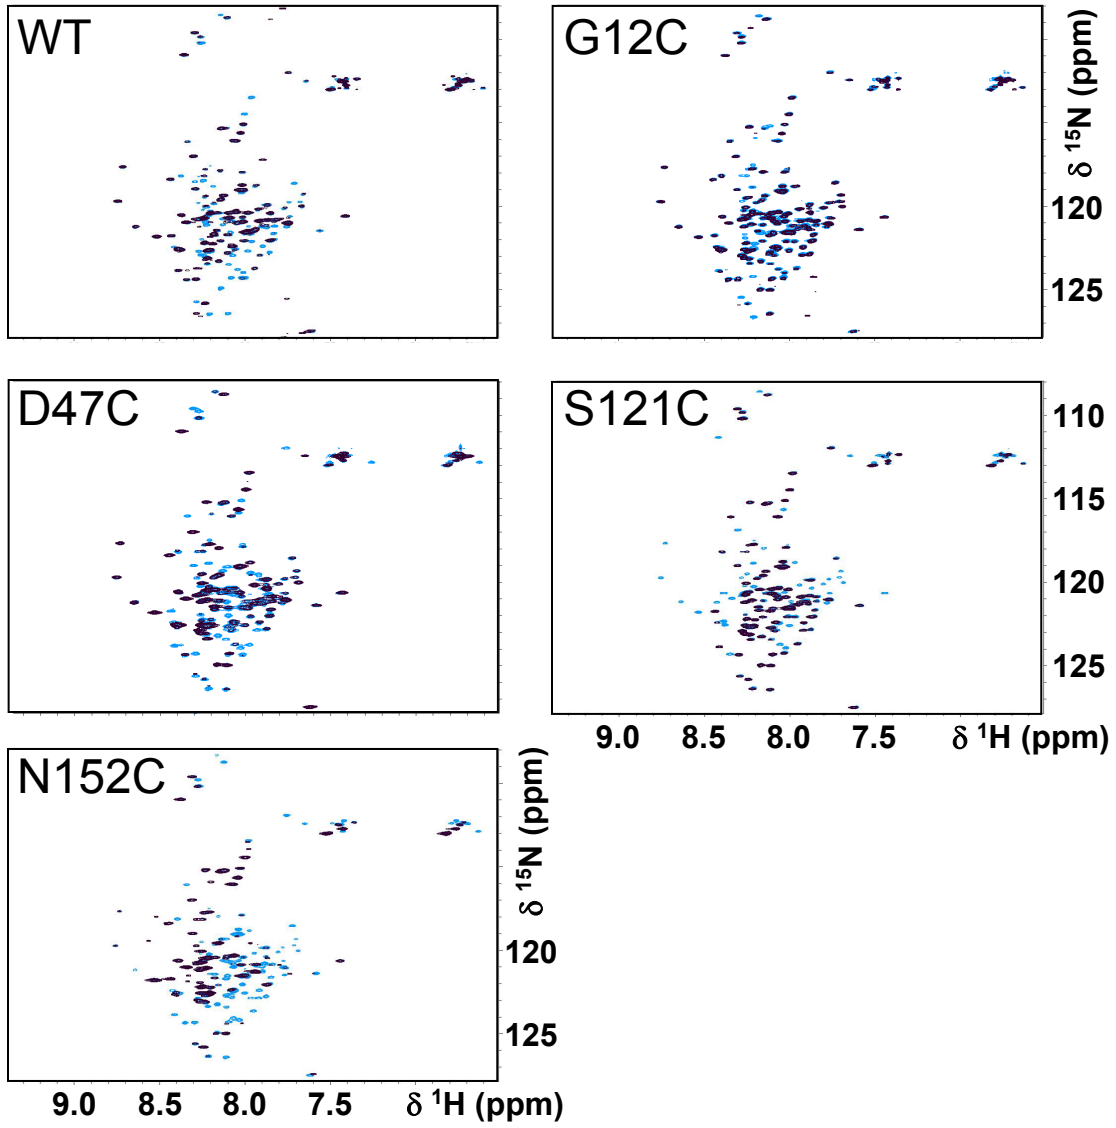 WT
G12C
δ ¹⁵N (ppm)
120
125
D47C
S121C
110
115
120
125
9.0 8.5 8.0 7.5 δ ¹H (ppm)
N152C
δ ¹⁵N (ppm)
120
125
9.0 8.5 8.0 7.5 δ ¹H (ppm)